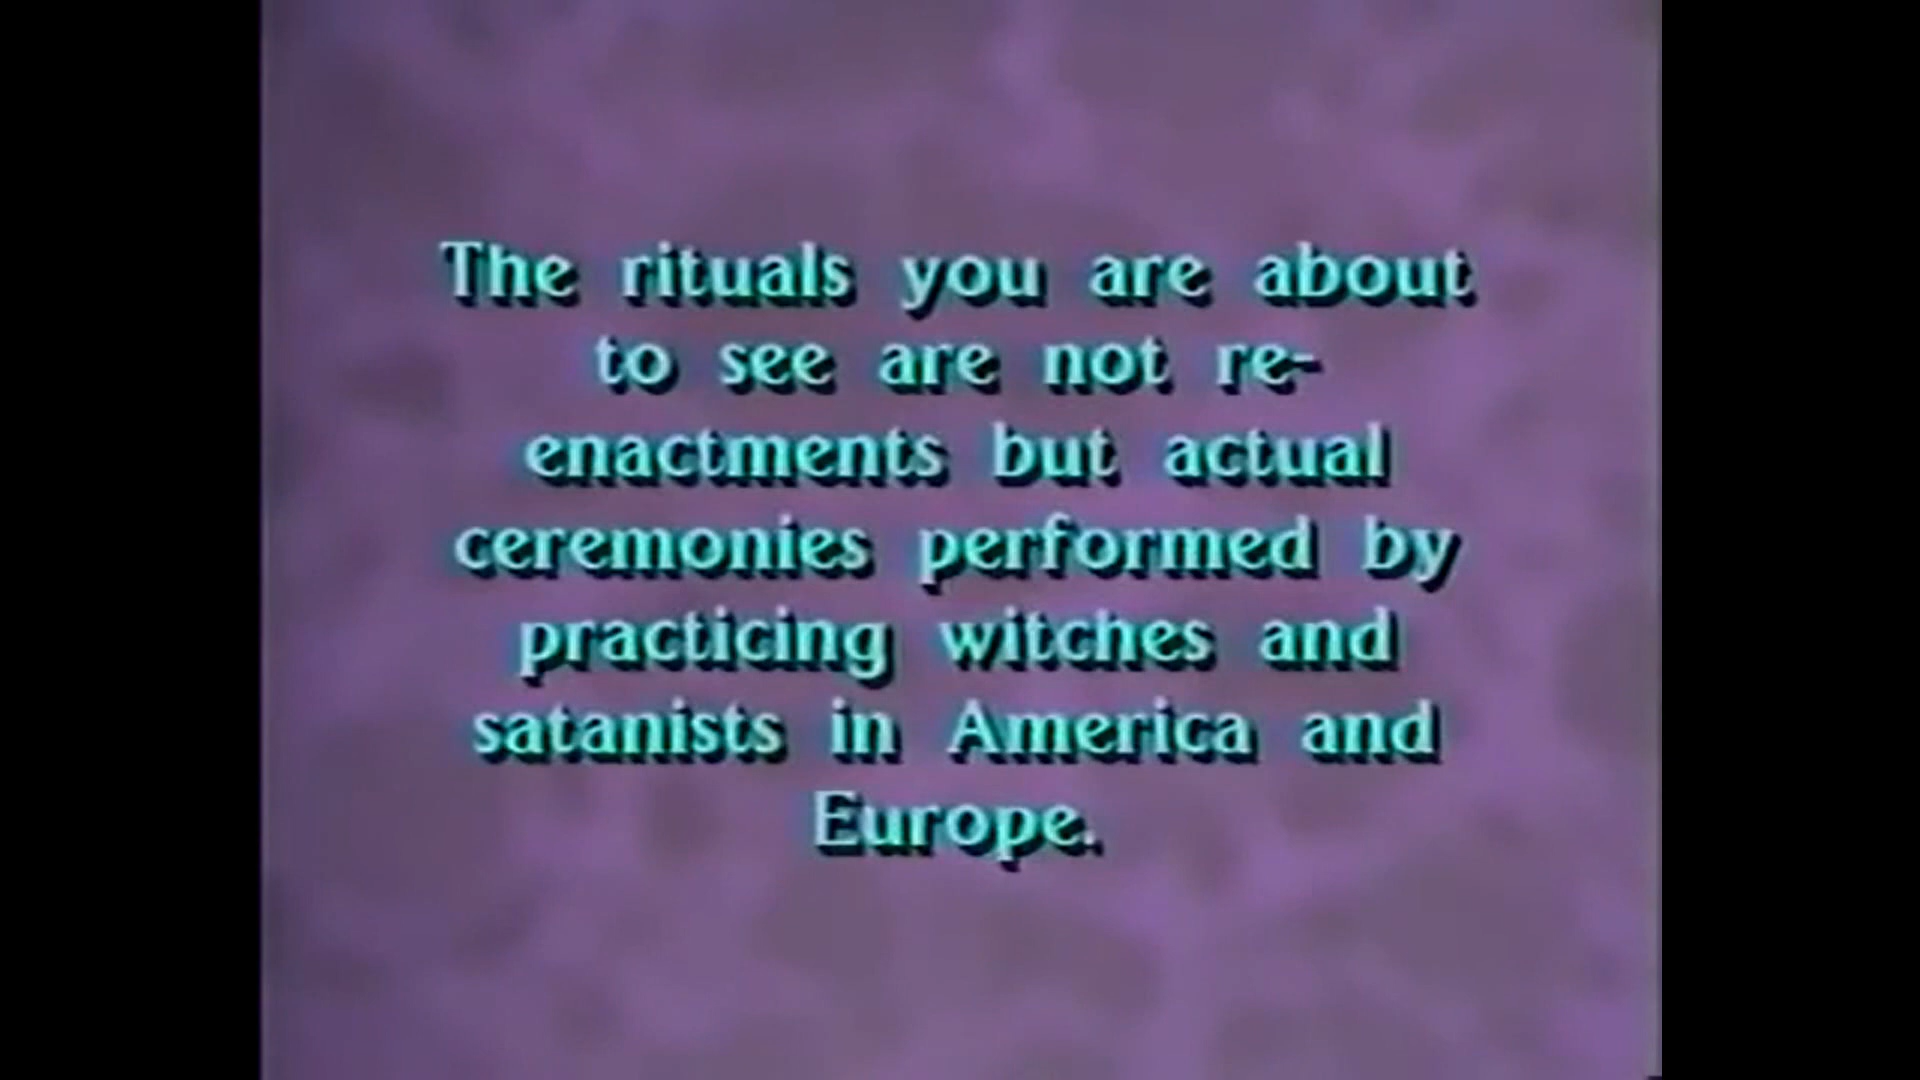 The rituals you are about
to see are not re-
enactments but actual
ceremonies performed by
practicing witches and
satanists in America and
Europe.